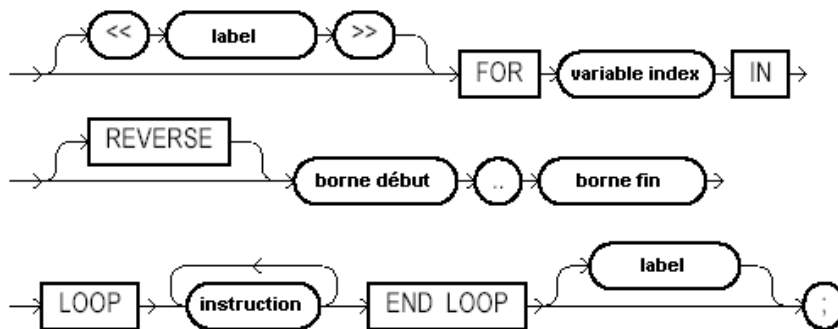 << label >>
FOR variable index IN
REVERSE
borne début .. borne fin
label
LOOP instruction END LOOP ;